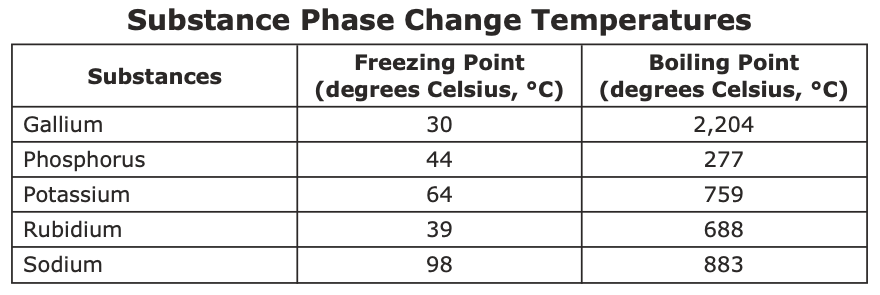 Substance Phase Change Temperatures
Substances Freezing Point (degrees Celsius, °C) Boiling Point (degrees Celsius, °C)
Gallium 30 2,204
Phosphorus 44 277
Potassium 64 759
Rubidium 39 688
Sodium 98 883